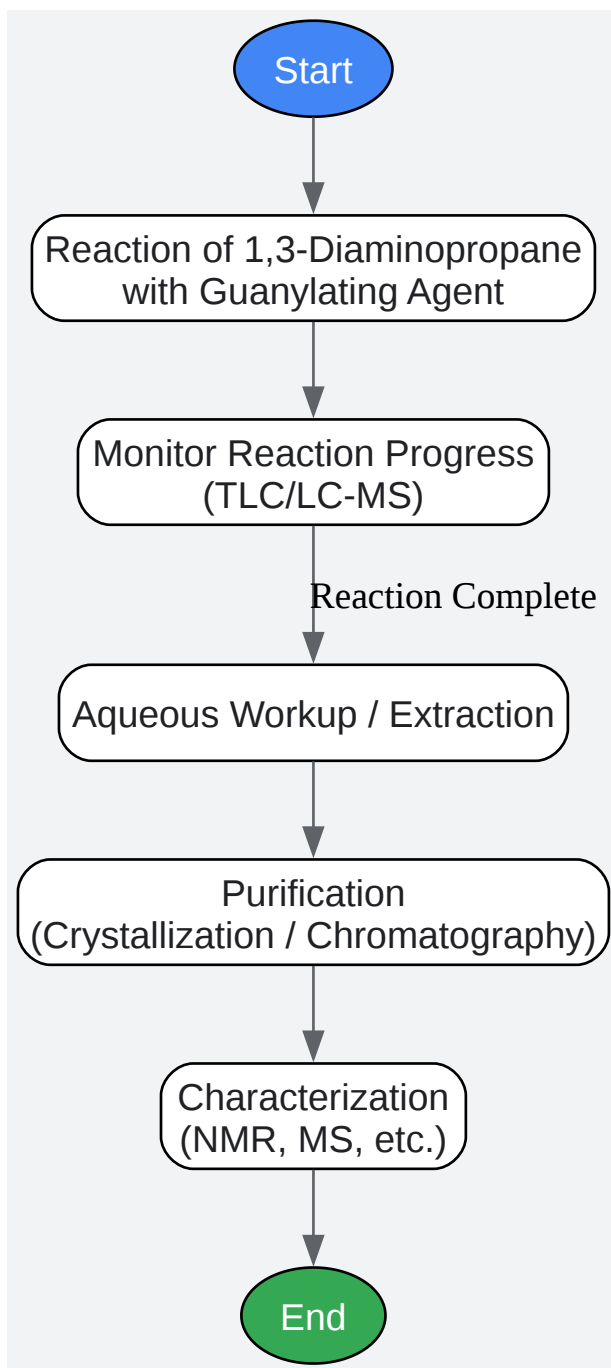 Start
Reaction of 1,3-Diaminopropane
with Guanylating Agent
Monitor Reaction Progress
(TLC/LC-MS)
Reaction Complete
Aqueous Workup / Extraction
Purification
(Crystallization / Chromatography)
Characterization
(NMR, MS, etc.)
End